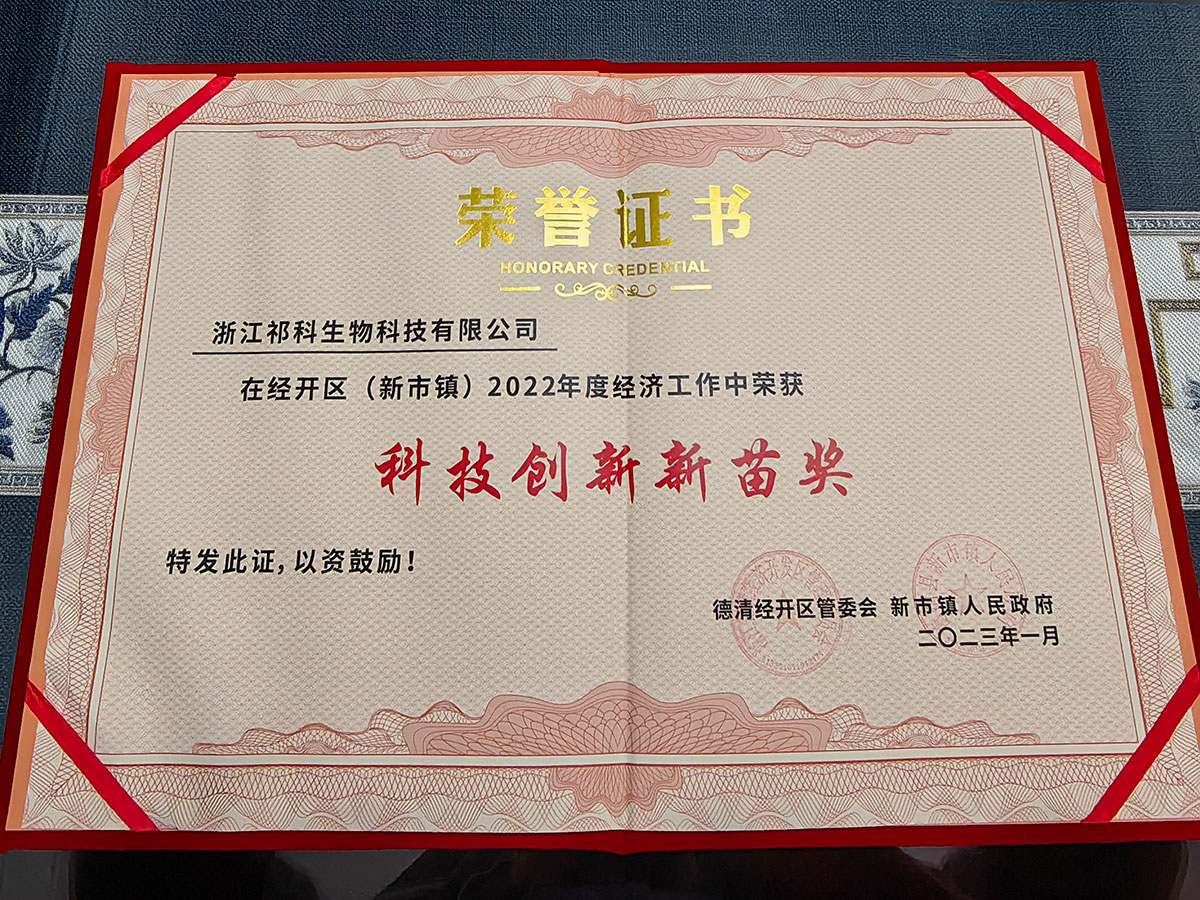 荣誉证书
HONORARY CREDENTIAL
浙江祁科生物科技有限公司
在经开区（新市镇）2022年度经济工作中荣获
科技创新新苗奖
特发此证，以资鼓励！
德清经开区管委会 新市镇人民政府
二〇二三年一月